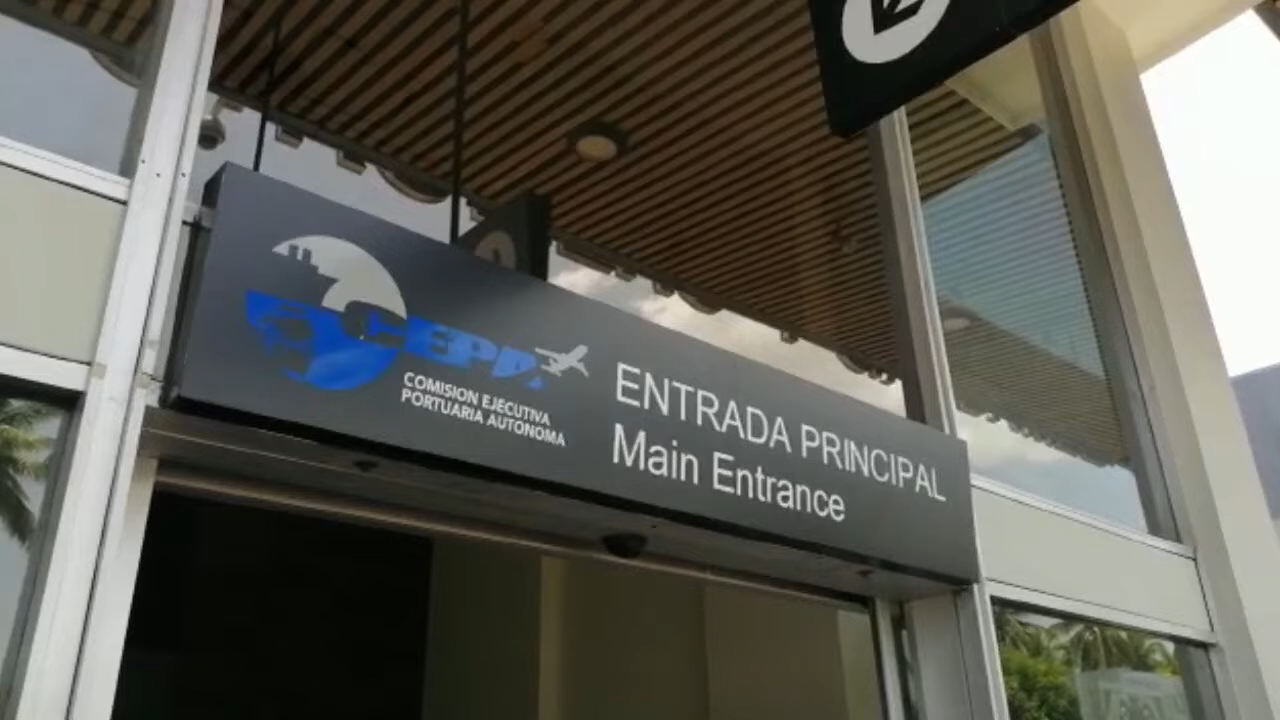 CEPA
COMISION EJECUTIVA
PORTUARIA AUTONOMA
ENTRADA PRINCIPAL
Main Entrance